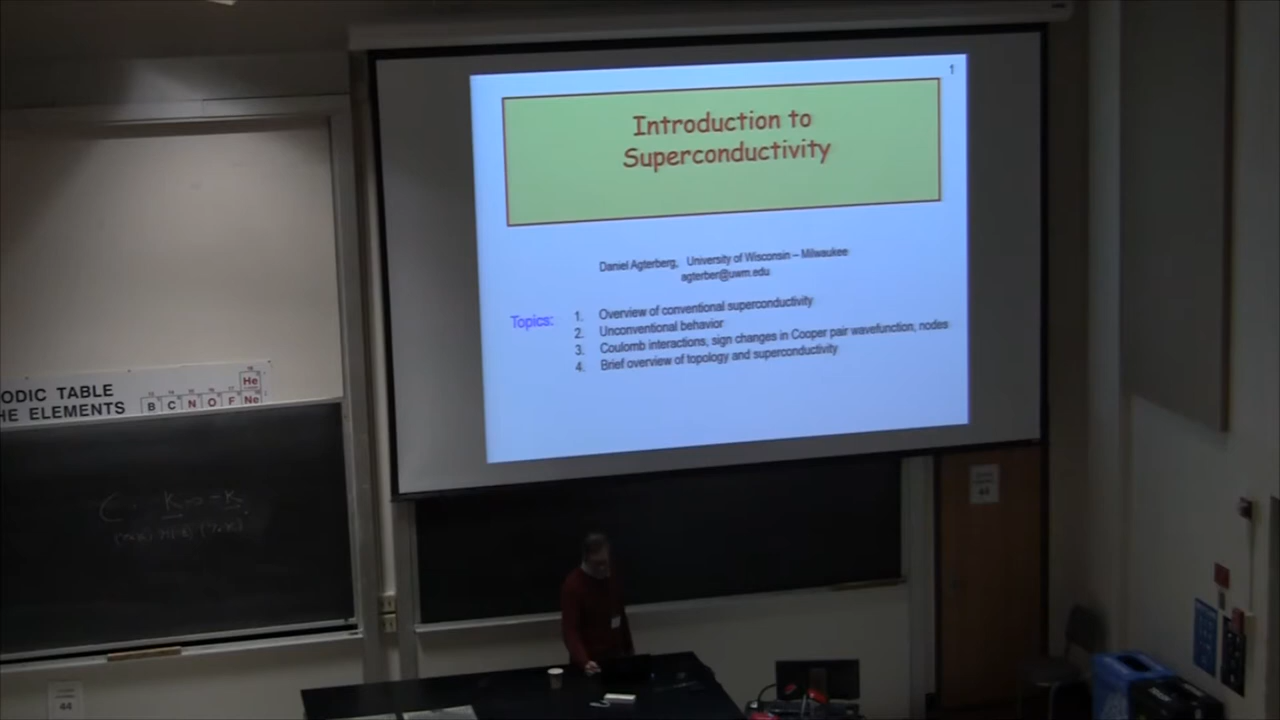 1
Introduction to
Superconductivity
Daniel Agterberg, University of Wisconsin – Milwaukee
agterber@uwm.edu
Topics:
1. Overview of conventional superconductivity
2. Unconventional behavior
3. Coulomb interactions, sign changes in Cooper pair wavefunction, nodes
4. Brief overview of topology and superconductivity
ODIC TABLE
HE ELEMENTS
He
B C N O F Ne
44
44